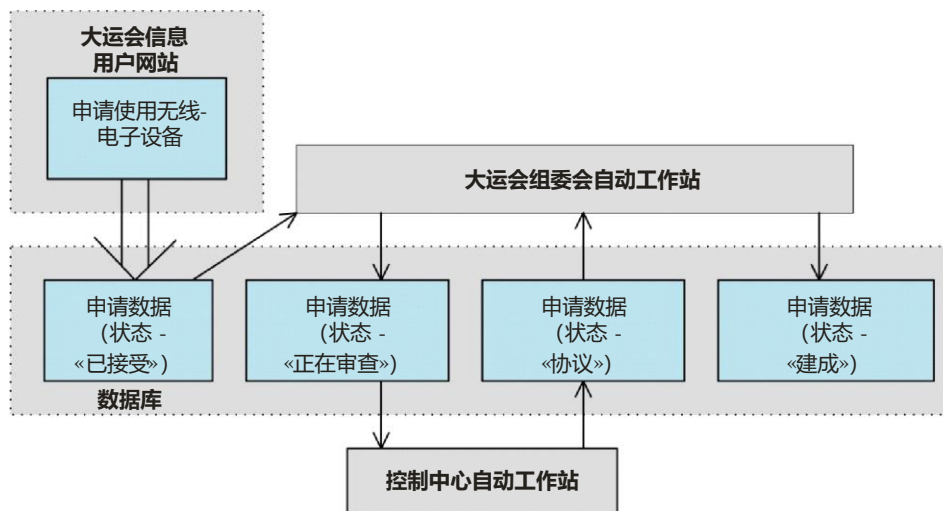 大运会信息
用户网站
申请使用无线-
电子设备
大运会组委会自动工作站
申请数据
（状态 -
«已接受»）
申请数据
（状态 -
«正在审查»）
申请数据
（状态 -
«协议»）
申请数据
（状态 -
«建成»）
数据库
控制中心自动工作站